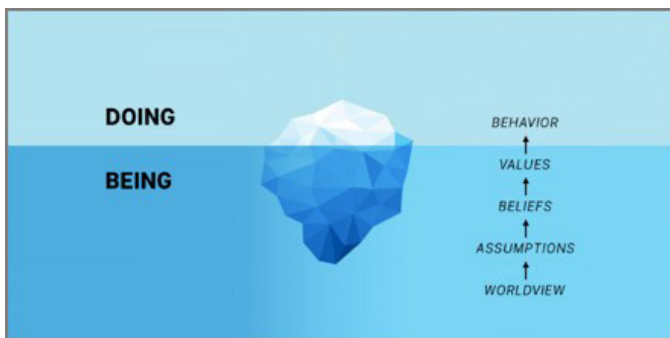 DOING
BEING
BEHAVIOR
VALUES
BELIEFS
ASSUMPTIONS
WORLDVIEW